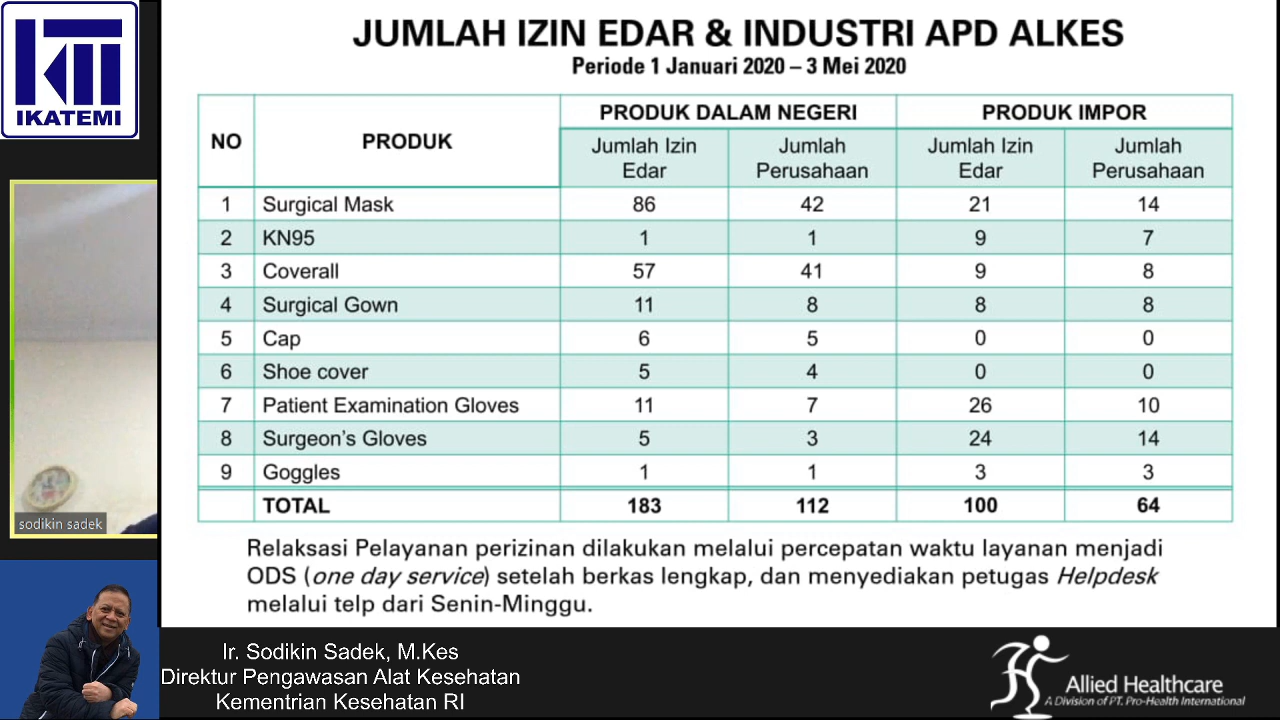 IKATEMI
JUMLAH IZIN EDAR & INDUSTRI APD ALKES
Periode 1 Januari 2020 – 3 Mei 2020
NO PRODUK PRODUK DALAM NEGERI PRODUK IMPOR
Jumlah Izin Edar Jumlah Perusahaan Jumlah Izin Edar Jumlah Perusahaan
1 Surgical Mask 86 42 21 14
2 KN95 1 1 9 7
3 Coverall 57 41 9 8
4 Surgical Gown 11 8 8 8
5 Cap 6 5 0 0
6 Shoe cover 5 4 0 0
7 Patient Examination Gloves 11 7 26 10
8 Surgeon's Gloves 5 3 24 14
9 Goggles 1 1 3 3
TOTAL 183 112 100 64
Relaksasi Pelayanan perizinan dilakukan melalui percepatan waktu layanan menjadi
ODS (one day service) setelah berkas lengkap, dan menyediakan petugas Helpdesk
melalui telp dari Senin-Minggu.
sodikin sadek
Ir. Sodikin Sadek, M.Kes
Direktur Pengawasan Alat Kesehatan
Kementrian Kesehatan RI
Allied Healthcare
A Division of PT. Pro-Health International